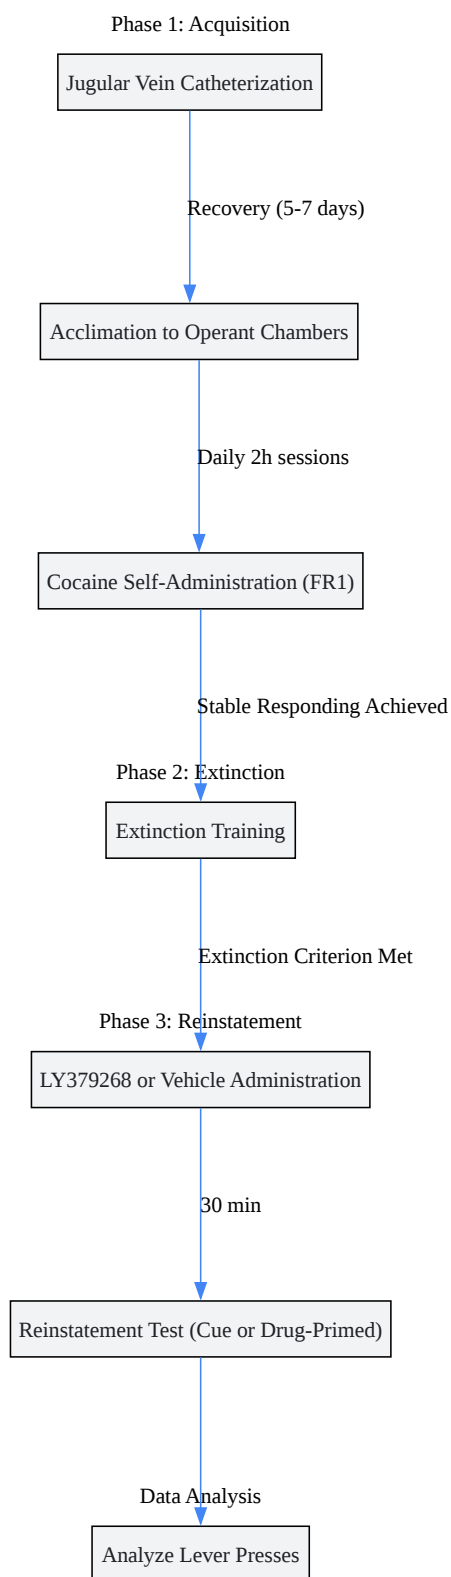 Phase 1: Acquisition
Jugular Vein Catheterization
Recovery (5-7 days)
Acclimation to Operant Chambers
Daily 2h sessions
Cocaine Self-Administration (FR1)
Stable Responding Achieved
Phase 2: Extinction
Extinction Training
Extinction Criterion Met
Phase 3: Reinstatement
LY379268 or Vehicle Administration
30 min
Reinstatement Test (Cue or Drug-Primed)
Data Analysis
Analyze Lever Presses